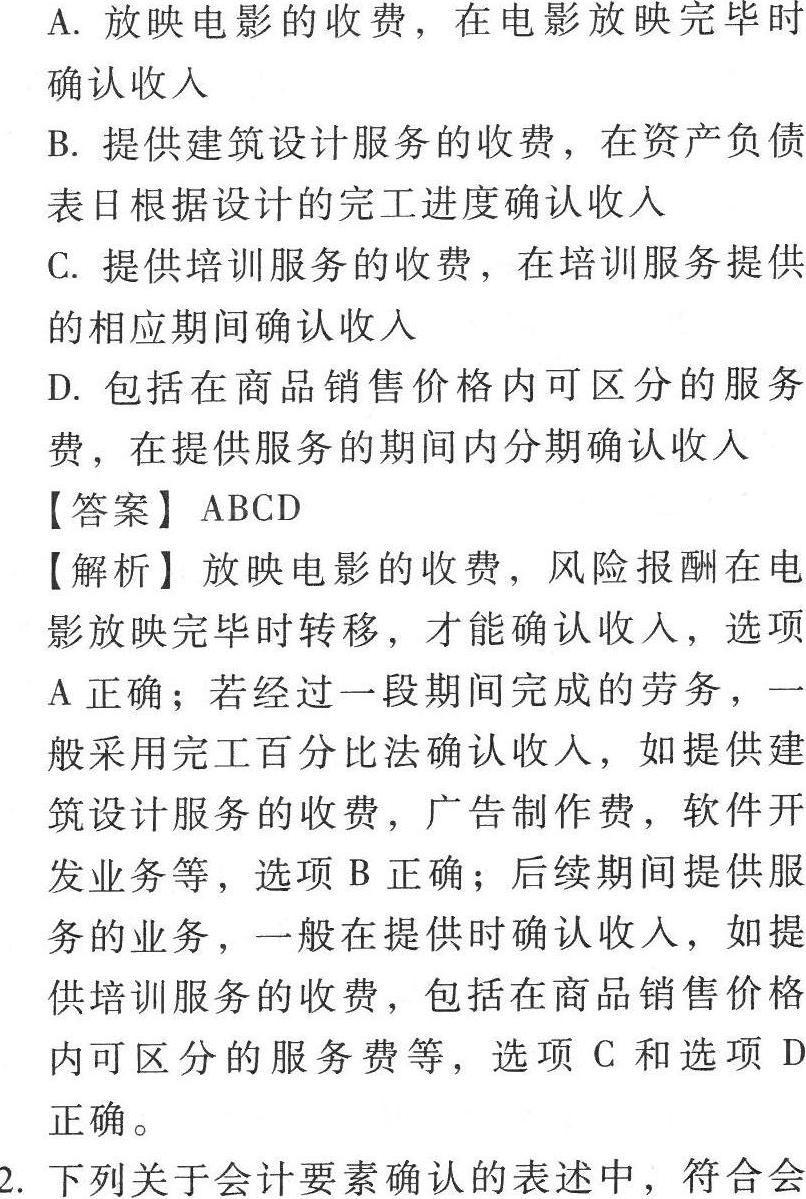 A. 放映电影的收费，在电影放映完毕时
确认收入
B. 提供建筑设计服务的收费，在资产负债
表日根据设计的完工进度确认收入
C. 提供培训服务的收费，在培训服务提供
的相应期间确认收入
D. 包括在商品销售价格内可区分的服务
费，在提供服务的期间内分期确认收入
【答案】ABCD
【解析】放映电影的收费，风险报酬在电
影放映完毕时转移，才能确认收入，选项
A 正确；若经过一段期间完成的劳务，一
般采用完工百分比法确认收入，如提供建
筑设计服务的收费，广告制作费，软件开
发业务等，选项 B 正确；后续期间提供服
务的业务，一般在提供时确认收入，如提
供培训服务的收费，包括在商品销售价格
内可区分的服务费等，选项 C 和选项 D
正确。
2. 下列关于会计要素确认的表述中，符合会